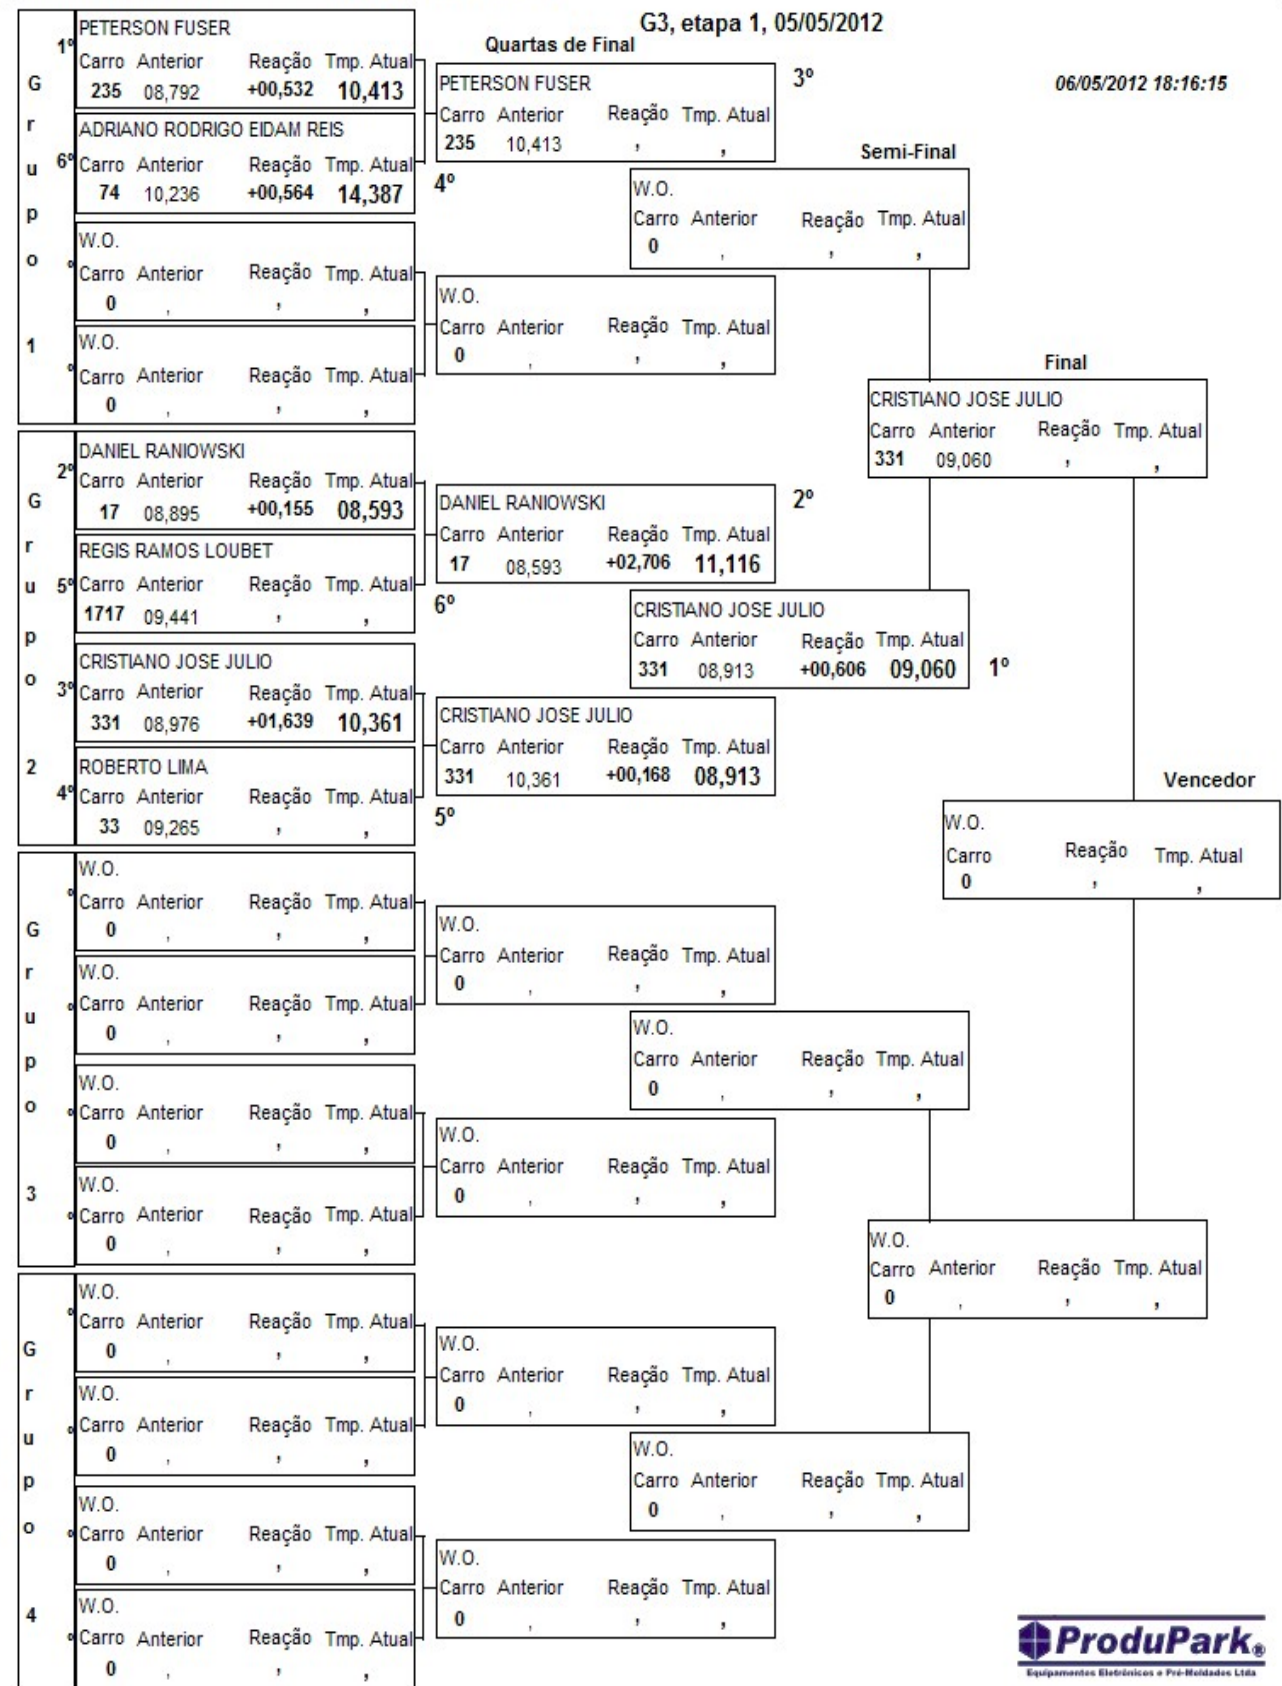 G3, etapa 1, 05/05/2012
06/05/2012 18:16:15
Grupo 1
1º
PETERSON FUSER
Carro Anterior Reação Tmp. Atual
235 08,792 +00,532 10,413
6º
ADRIANO RODRIGO EIDAM REIS
Carro Anterior Reação Tmp. Atual
74 10,236 +00,564 14,387
º
W.O.
Carro Anterior Reação Tmp. Atual
0 , , ,
º
W.O.
Carro Anterior Reação Tmp. Atual
0 , , ,
Grupo 2
2º
DANIEL RANIOWSKI
Carro Anterior Reação Tmp. Atual
17 08,895 +00,155 08,593
5º
REGIS RAMOS LOUBET
Carro Anterior Reação Tmp. Atual
1717 09,441 , ,
3º
CRISTIANO JOSE JULIO
Carro Anterior Reação Tmp. Atual
331 08,976 +01,639 10,361
4º
ROBERTO LIMA
Carro Anterior Reação Tmp. Atual
33 09,265 , ,
Grupo 3
º
W.O.
Carro Anterior Reação Tmp. Atual
0 , , ,
º
W.O.
Carro Anterior Reação Tmp. Atual
0 , , ,
º
W.O.
Carro Anterior Reação Tmp. Atual
0 , , ,
º
W.O.
Carro Anterior Reação Tmp. Atual
0 , , ,
Grupo 4
º
W.O.
Carro Anterior Reação Tmp. Atual
0 , , ,
º
W.O.
Carro Anterior Reação Tmp. Atual
0 , , ,
º
W.O.
Carro Anterior Reação Tmp. Atual
0 , , ,
º
W.O.
Carro Anterior Reação Tmp. Atual
0 , , ,
Quartas de Final
PETERSON FUSER
Carro Anterior Reação Tmp. Atual
235 10,413 , ,
3º
4º
W.O.
Carro Anterior Reação Tmp. Atual
0 , , ,
DANIEL RANIOWSKI
Carro Anterior Reação Tmp. Atual
17 08,593 +02,706 11,116
2º
6º
CRISTIANO JOSE JULIO
Carro Anterior Reação Tmp. Atual
331 10,361 +00,168 08,913
5º
W.O.
Carro Anterior Reação Tmp. Atual
0 , , ,
W.O.
Carro Anterior Reação Tmp. Atual
0 , , ,
W.O.
Carro Anterior Reação Tmp. Atual
0 , , ,
W.O.
Carro Anterior Reação Tmp. Atual
0 , , ,
Semi-Final
W.O.
Carro Anterior Reação Tmp. Atual
0 , , ,
CRISTIANO JOSE JULIO
Carro Anterior Reação Tmp. Atual
331 08,913 +00,606 09,060
1º
W.O.
Carro Anterior Reação Tmp. Atual
0 , , ,
W.O.
Carro Anterior Reação Tmp. Atual
0 , , ,
Final
CRISTIANO JOSE JULIO
Carro Anterior Reação Tmp. Atual
331 09,060 , ,
W.O.
Carro Anterior Reação Tmp. Atual
0 , , ,
Vencedor
W.O.
Carro Reação Tmp. Atual
0 , ,
ProduPark®
Equipamentos Eletrônicos e Pré-Moldados Ltda